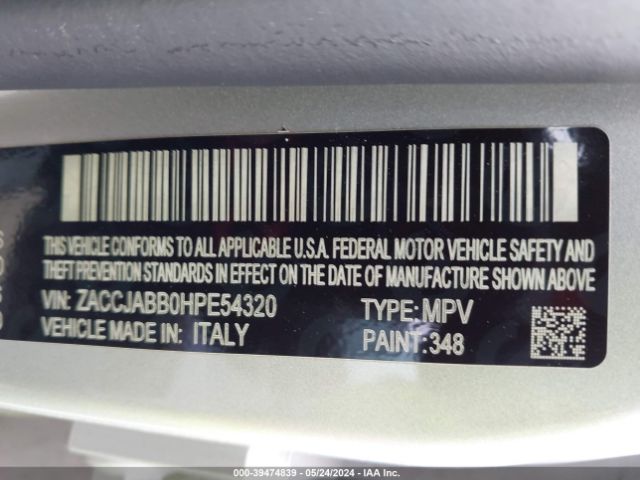 THIS VEHICLE CONFORMS TO ALL APPLICABLE U.S.A. FEDERAL MOTOR VEHICLE SAFETY AND
THEFT PREVENTION STANDARDS IN EFFECT ON THE DATE OF MANUFACTURE SHOWN ABOVE
VIN: ZACCJABB0HPE54320 TYPE: MPV
VEHICLE MADE IN: ITALY PAINT: 348
000-39474839 - 05/24/2024 - IAA Inc.